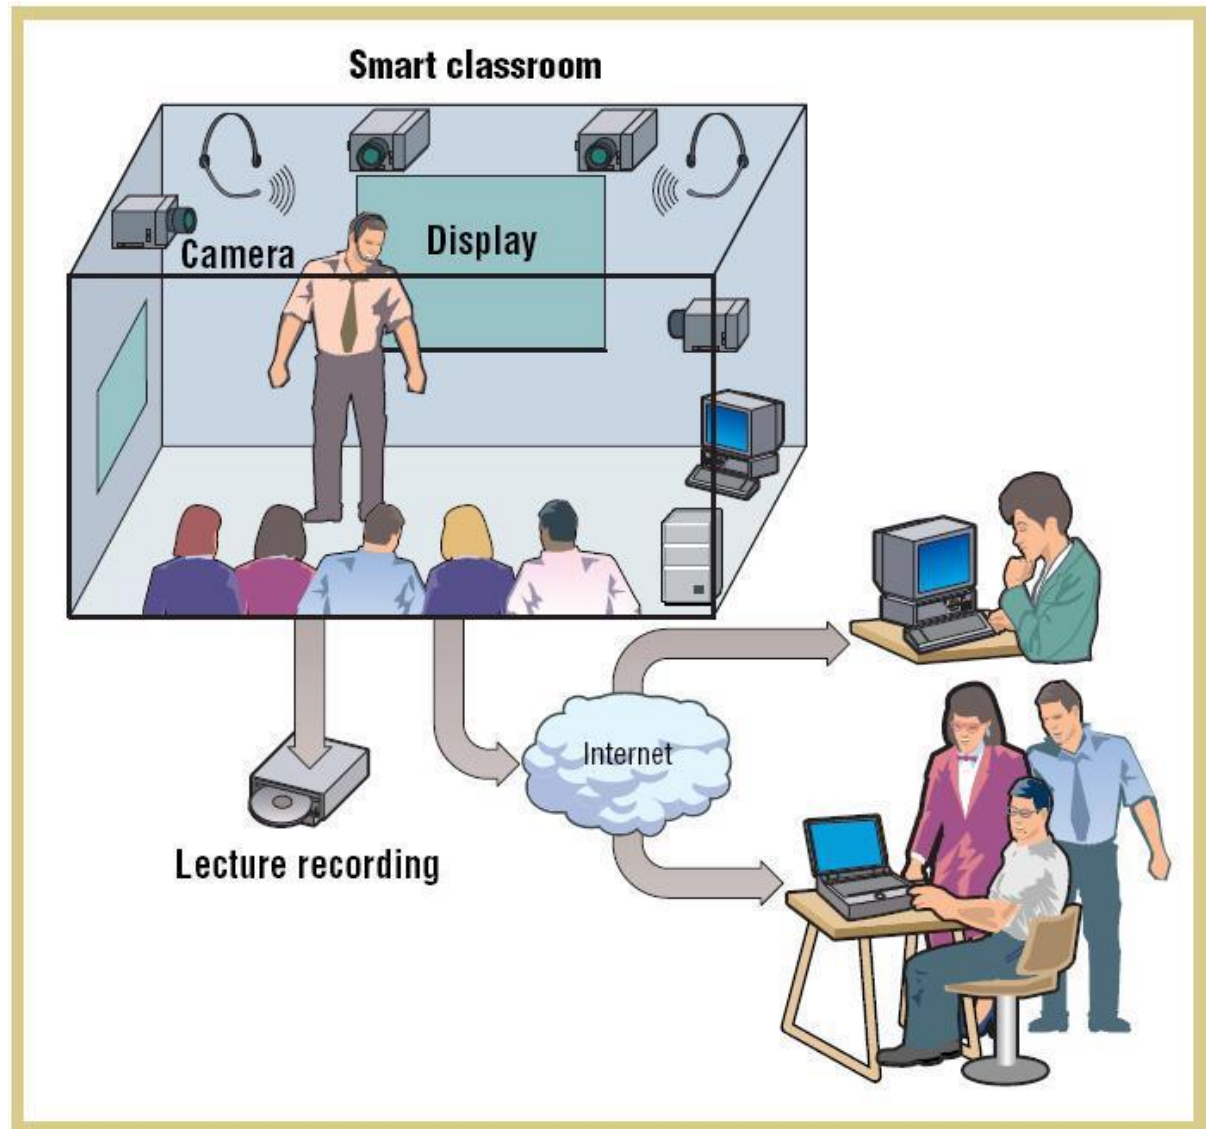 Smart classroom
Camera
Display
Internet
Lecture recording